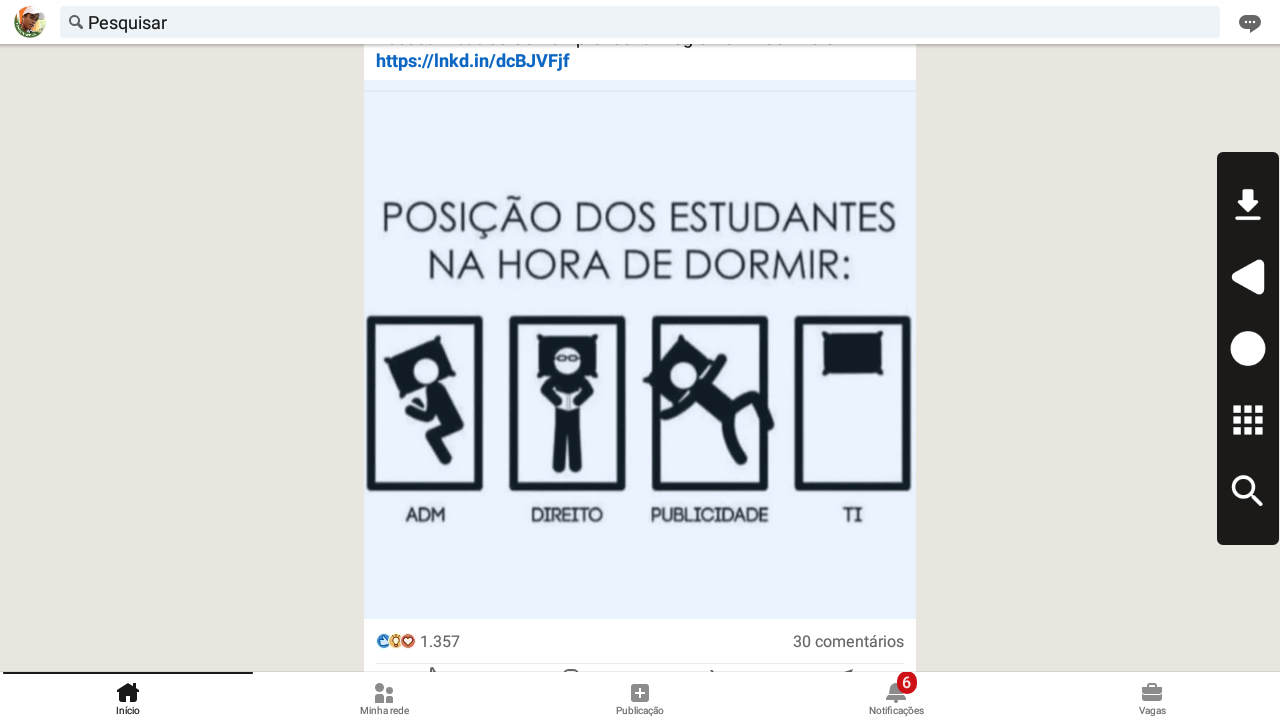 Pesquisar
https://lnkd.in/dcBJVFjf
POSIÇÃO DOS ESTUDANTES
NA HORA DE DORMIR:
ADM DIREITO PUBLICIDADE TI
1.357 30 comentários
6
Início Minha rede Publicação Notificações Vagas